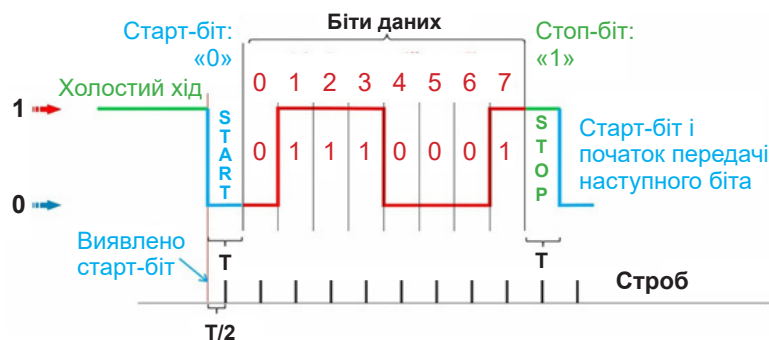 Старт-біт:
«0»
Біти даних
Стоп-біт:
«1»
Холостий хід
0 1 2 3 4 5 6 7
1
START
0 1 1 1 0 0 0 1
STOP
Старт-біт і
початок передачі
наступного біта
0
Виявлено
старт-біт
T
T
Строб
T/2